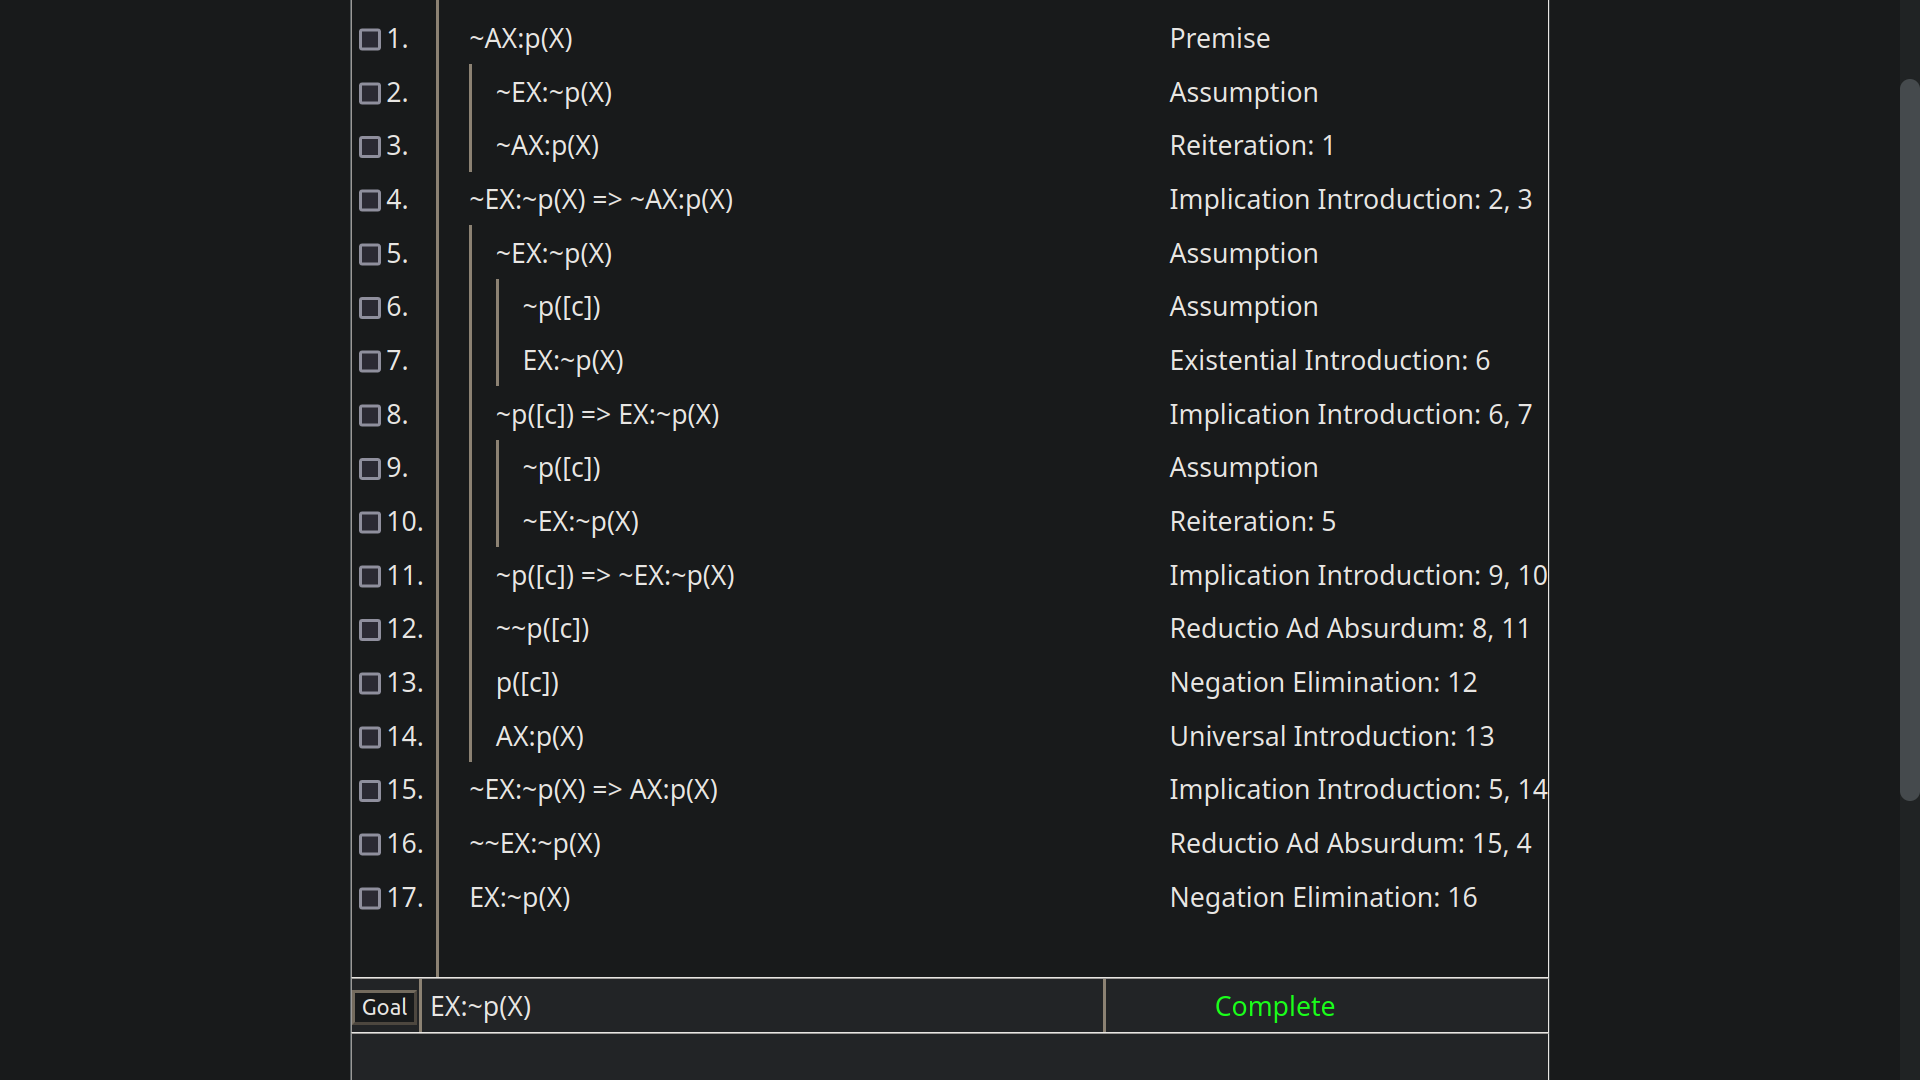 1. ~AX:p(X) Premise
2. ~EX:~p(X) Assumption
3. ~AX:p(X) Reiteration: 1
4. ~EX:~p(X) => ~AX:p(X) Implication Introduction: 2, 3
5. ~EX:~p(X) Assumption
6. ~p([c]) Assumption
7. EX:~p(X) Existential Introduction: 6
8. ~p([c]) => EX:~p(X) Implication Introduction: 6, 7
9. ~p([c]) Assumption
10. ~EX:~p(X) Reiteration: 5
11. ~p([c]) => ~EX:~p(X) Implication Introduction: 9, 10
12. ~~p([c]) Reductio Ad Absurdum: 8, 11
13. p([c]) Negation Elimination: 12
14. AX:p(X) Universal Introduction: 13
15. ~EX:~p(X) => AX:p(X) Implication Introduction: 5, 14
16. ~~EX:~p(X) Reductio Ad Absurdum: 15, 4
17. EX:~p(X) Negation Elimination: 16
Goal EX:~p(X) Complete